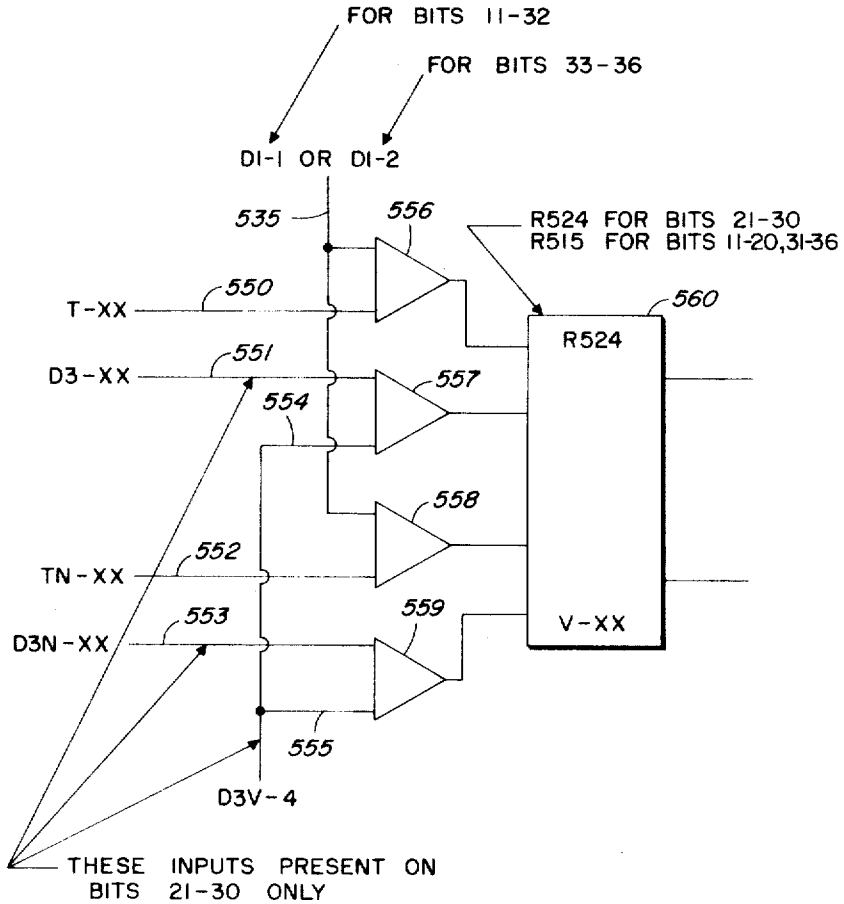 FOR BITS 11-32
FOR BITS 33-36
D1-1 OR D1-2
535
556
R524 FOR BITS 21-30
R515 FOR BITS 11-20,31-36
550
T-XX
560
R524
551
D3-XX
557
554
558
552
TN-XX
553
D3N-XX
559
V-XX
555
D3V-4
THESE INPUTS PRESENT ON
BITS 21-30 ONLY